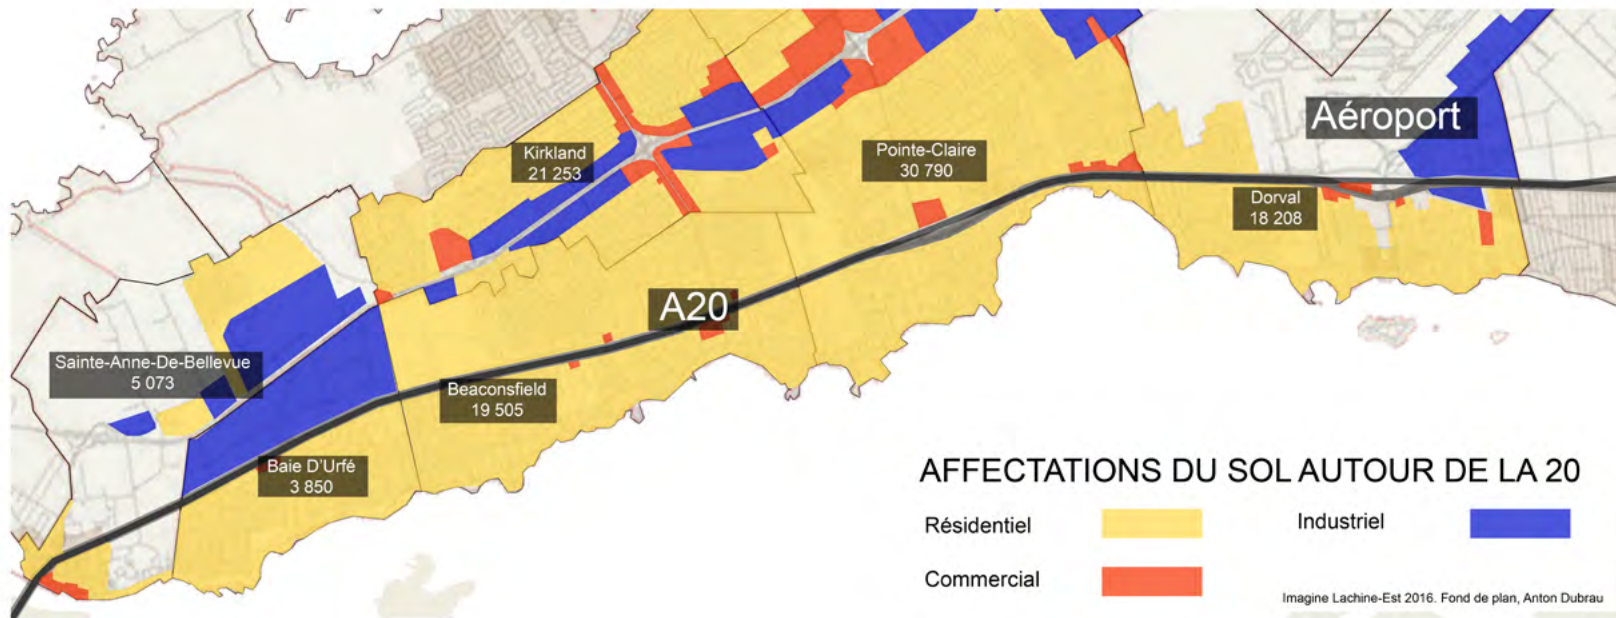 Aéroport
Kirkland
21 253
Pointe-Claire
30 790
Dorval
18 208
A20
Sainte-Anne-De-Bellevue
5 073
Beaconsfield
19 505
Baie D'Urfé
3 850
AFFECTATIONS DU SOL AUTOUR DE LA 20
Résidentiel
Industriel
Commercial
Imagine Lachine-Est 2016. Fond de plan, Anton Dubrau